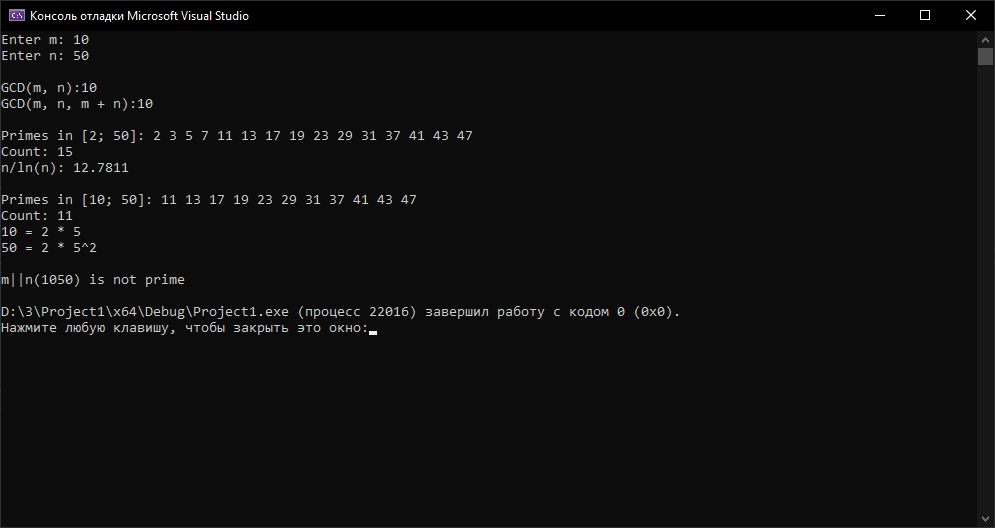 Консоль отладки Microsoft Visual Studio
Enter m: 10
Enter n: 50
GCD(m, n):10
GCD(m, n, m + n):10
Primes in [2; 50]: 2 3 5 7 11 13 17 19 23 29 31 37 41 43 47
Count: 15
n/ln(n): 12.7811
Primes in [10; 50]: 11 13 17 19 23 29 31 37 41 43 47
Count: 11
10 = 2 * 5
50 = 2 * 5^2
m||n(1050) is not prime
D:\3\Project1\x64\Debug\Project1.exe (процесс 22016) завершил работу с кодом 0 (0x0).
Нажмите любую клавишу, чтобы закрыть это окно: